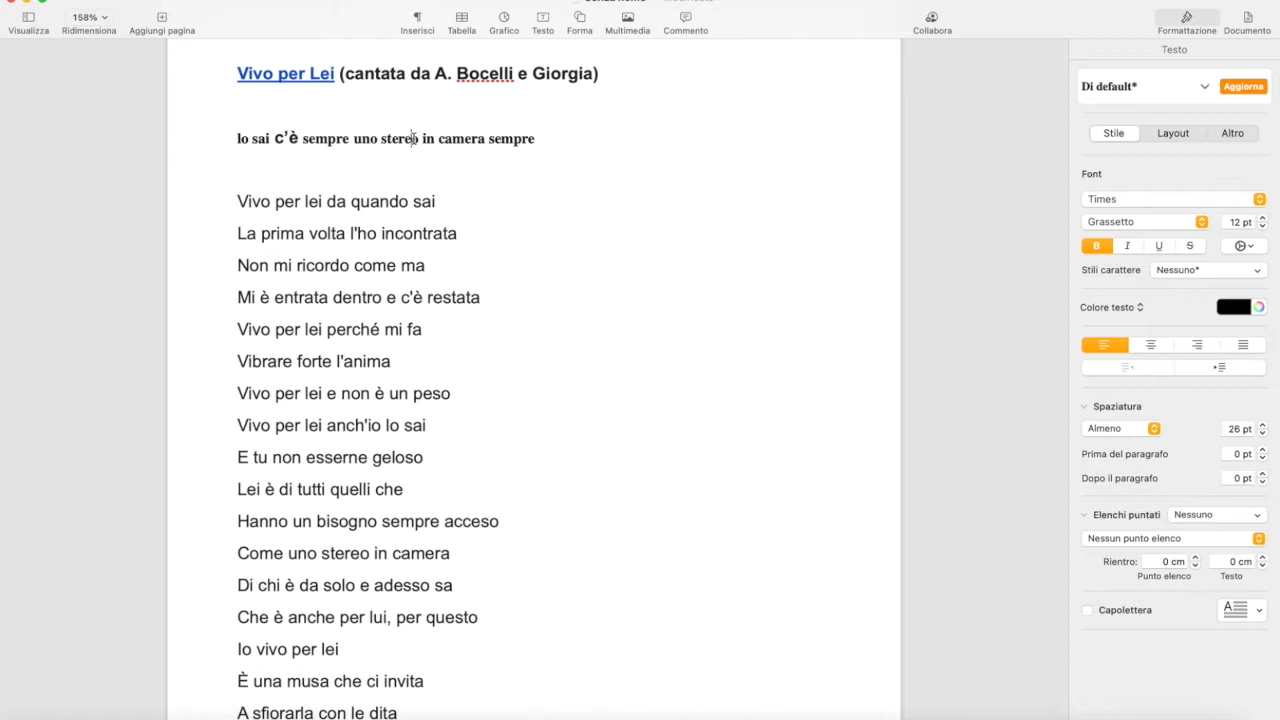 158%
Visualizza
Ridimensiona
Aggiungi pagina
Inserisci
Tabella
Grafico
Testo
Forma
Multimedia
Commento
Collabora
Formattazione
Documento
Vivo per Lei (cantata da A. Bocelli e Giorgia)
lo sai c'è sempre uno stereo in camera sempre
Vivo per lei da quando sai
La prima volta l'ho incontrata
Non mi ricordo come ma
Mi è entrata dentro e c'è restata
Vivo per lei perché mi fa
Vibrare forte l'anima
Vivo per lei e non è un peso
Vivo per lei anch'io lo sai
E tu non esserne geloso
Lei è di tutti quelli che
Hanno un bisogno sempre acceso
Come uno stereo in camera
Di chi è da solo e adesso sa
Che è anche per lui, per questo
Io vivo per lei
È una musa che ci invita
A sfiorarla con le dita
Testo
Di default*
Aggiorna
Stile
Layout
Altro
Font
Times
Grassetto
12 pt
B I U S
Stili carattere
Nessuno*
Colore testo
Spaziatura
Almeno
26 pt
Prima del paragrafo
0 pt
Dopo il paragrafo
0 pt
Elenchi puntati
Nessuno
Nessun punto elenco
Rientro:
0 cm
0 cm
Punto elenco
Testo
Capolettera
A